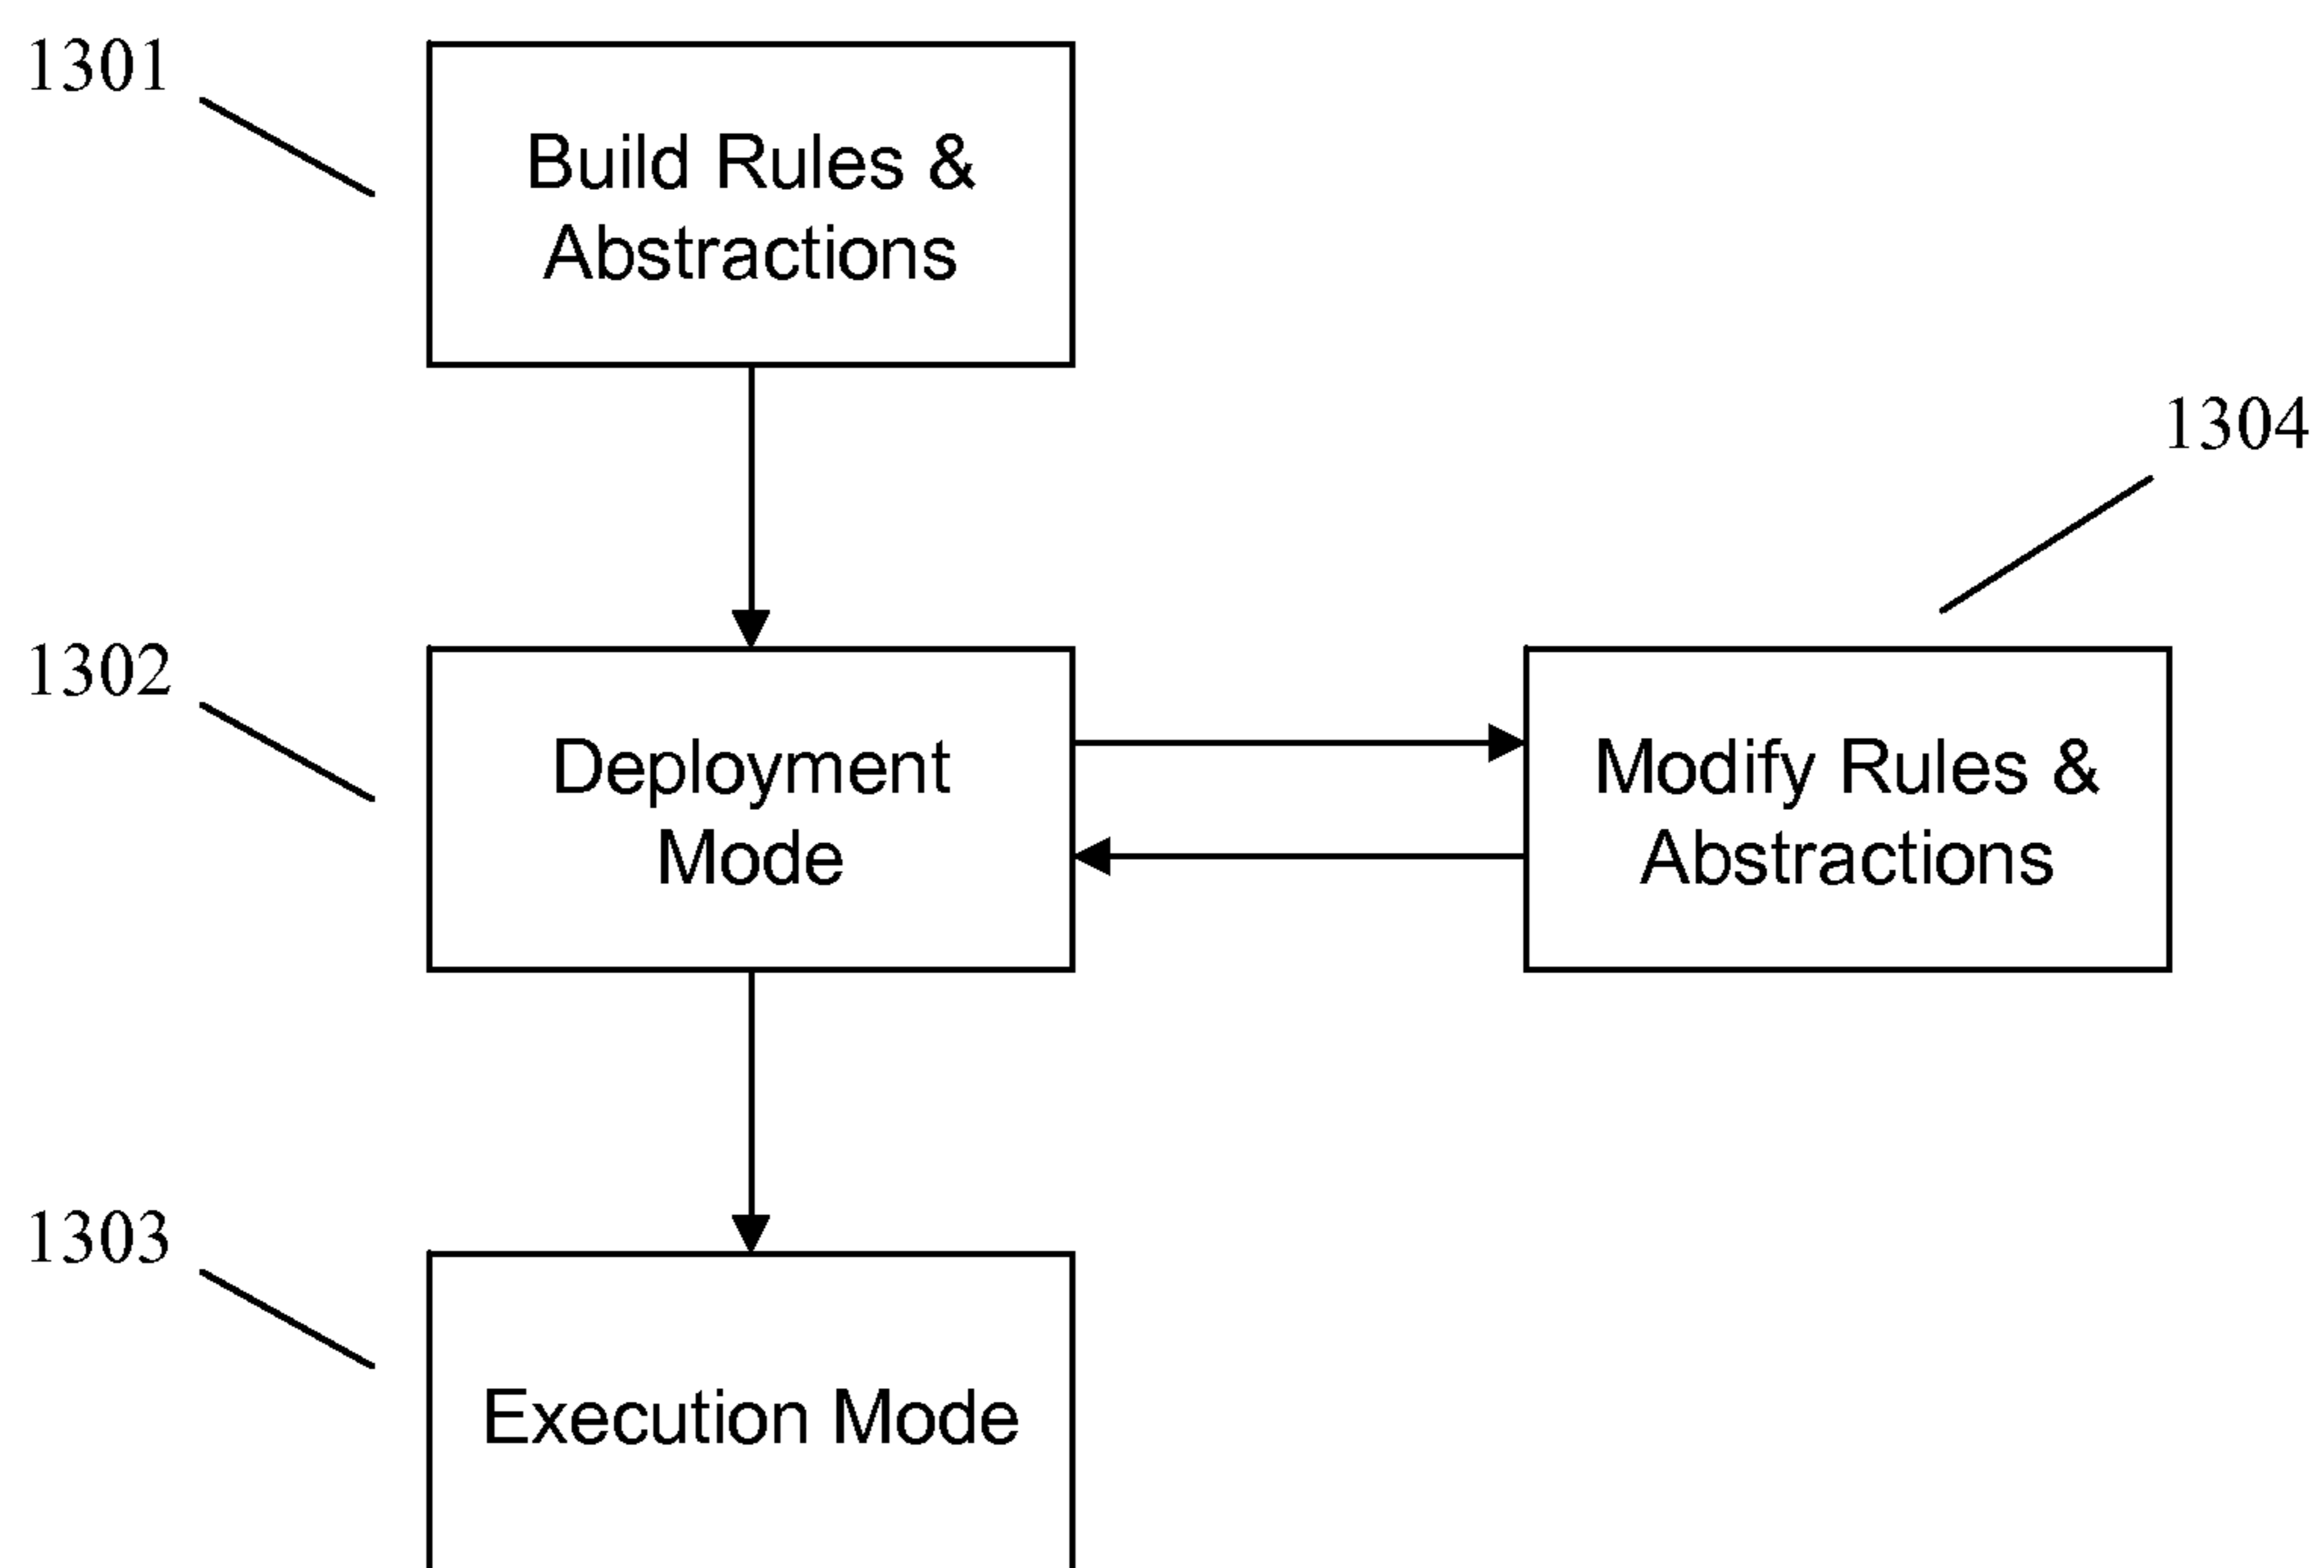 1301
Build Rules &
Abstractions
1304
1302
Deployment
Mode
Modify Rules &
Abstractions
1303
Execution Mode